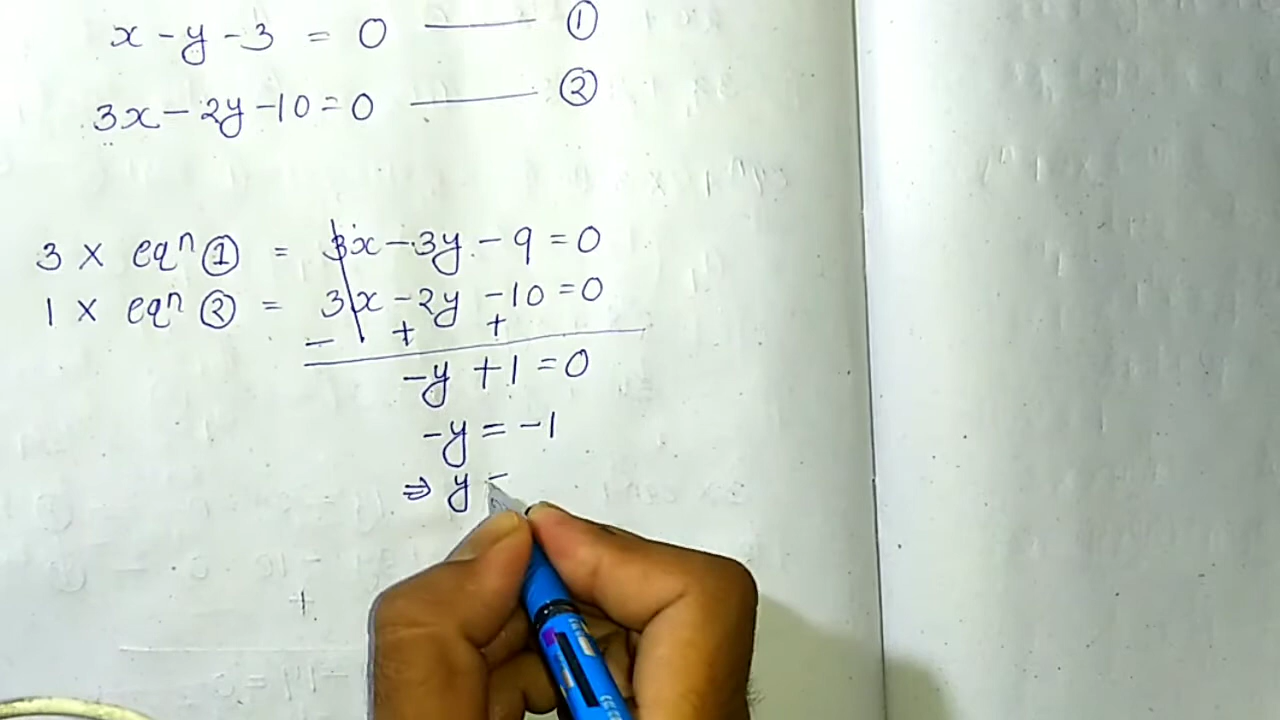 x - y - 3 = 0 —— ①
3x - 2y - 10 = 0 —— ②
3 × eqⁿ ① = 3x - 3y - 9 = 0
1 × eqⁿ ② = 3x - 2y - 10 = 0
- + +
-y + 1 = 0
-y = -1
⇒ y =